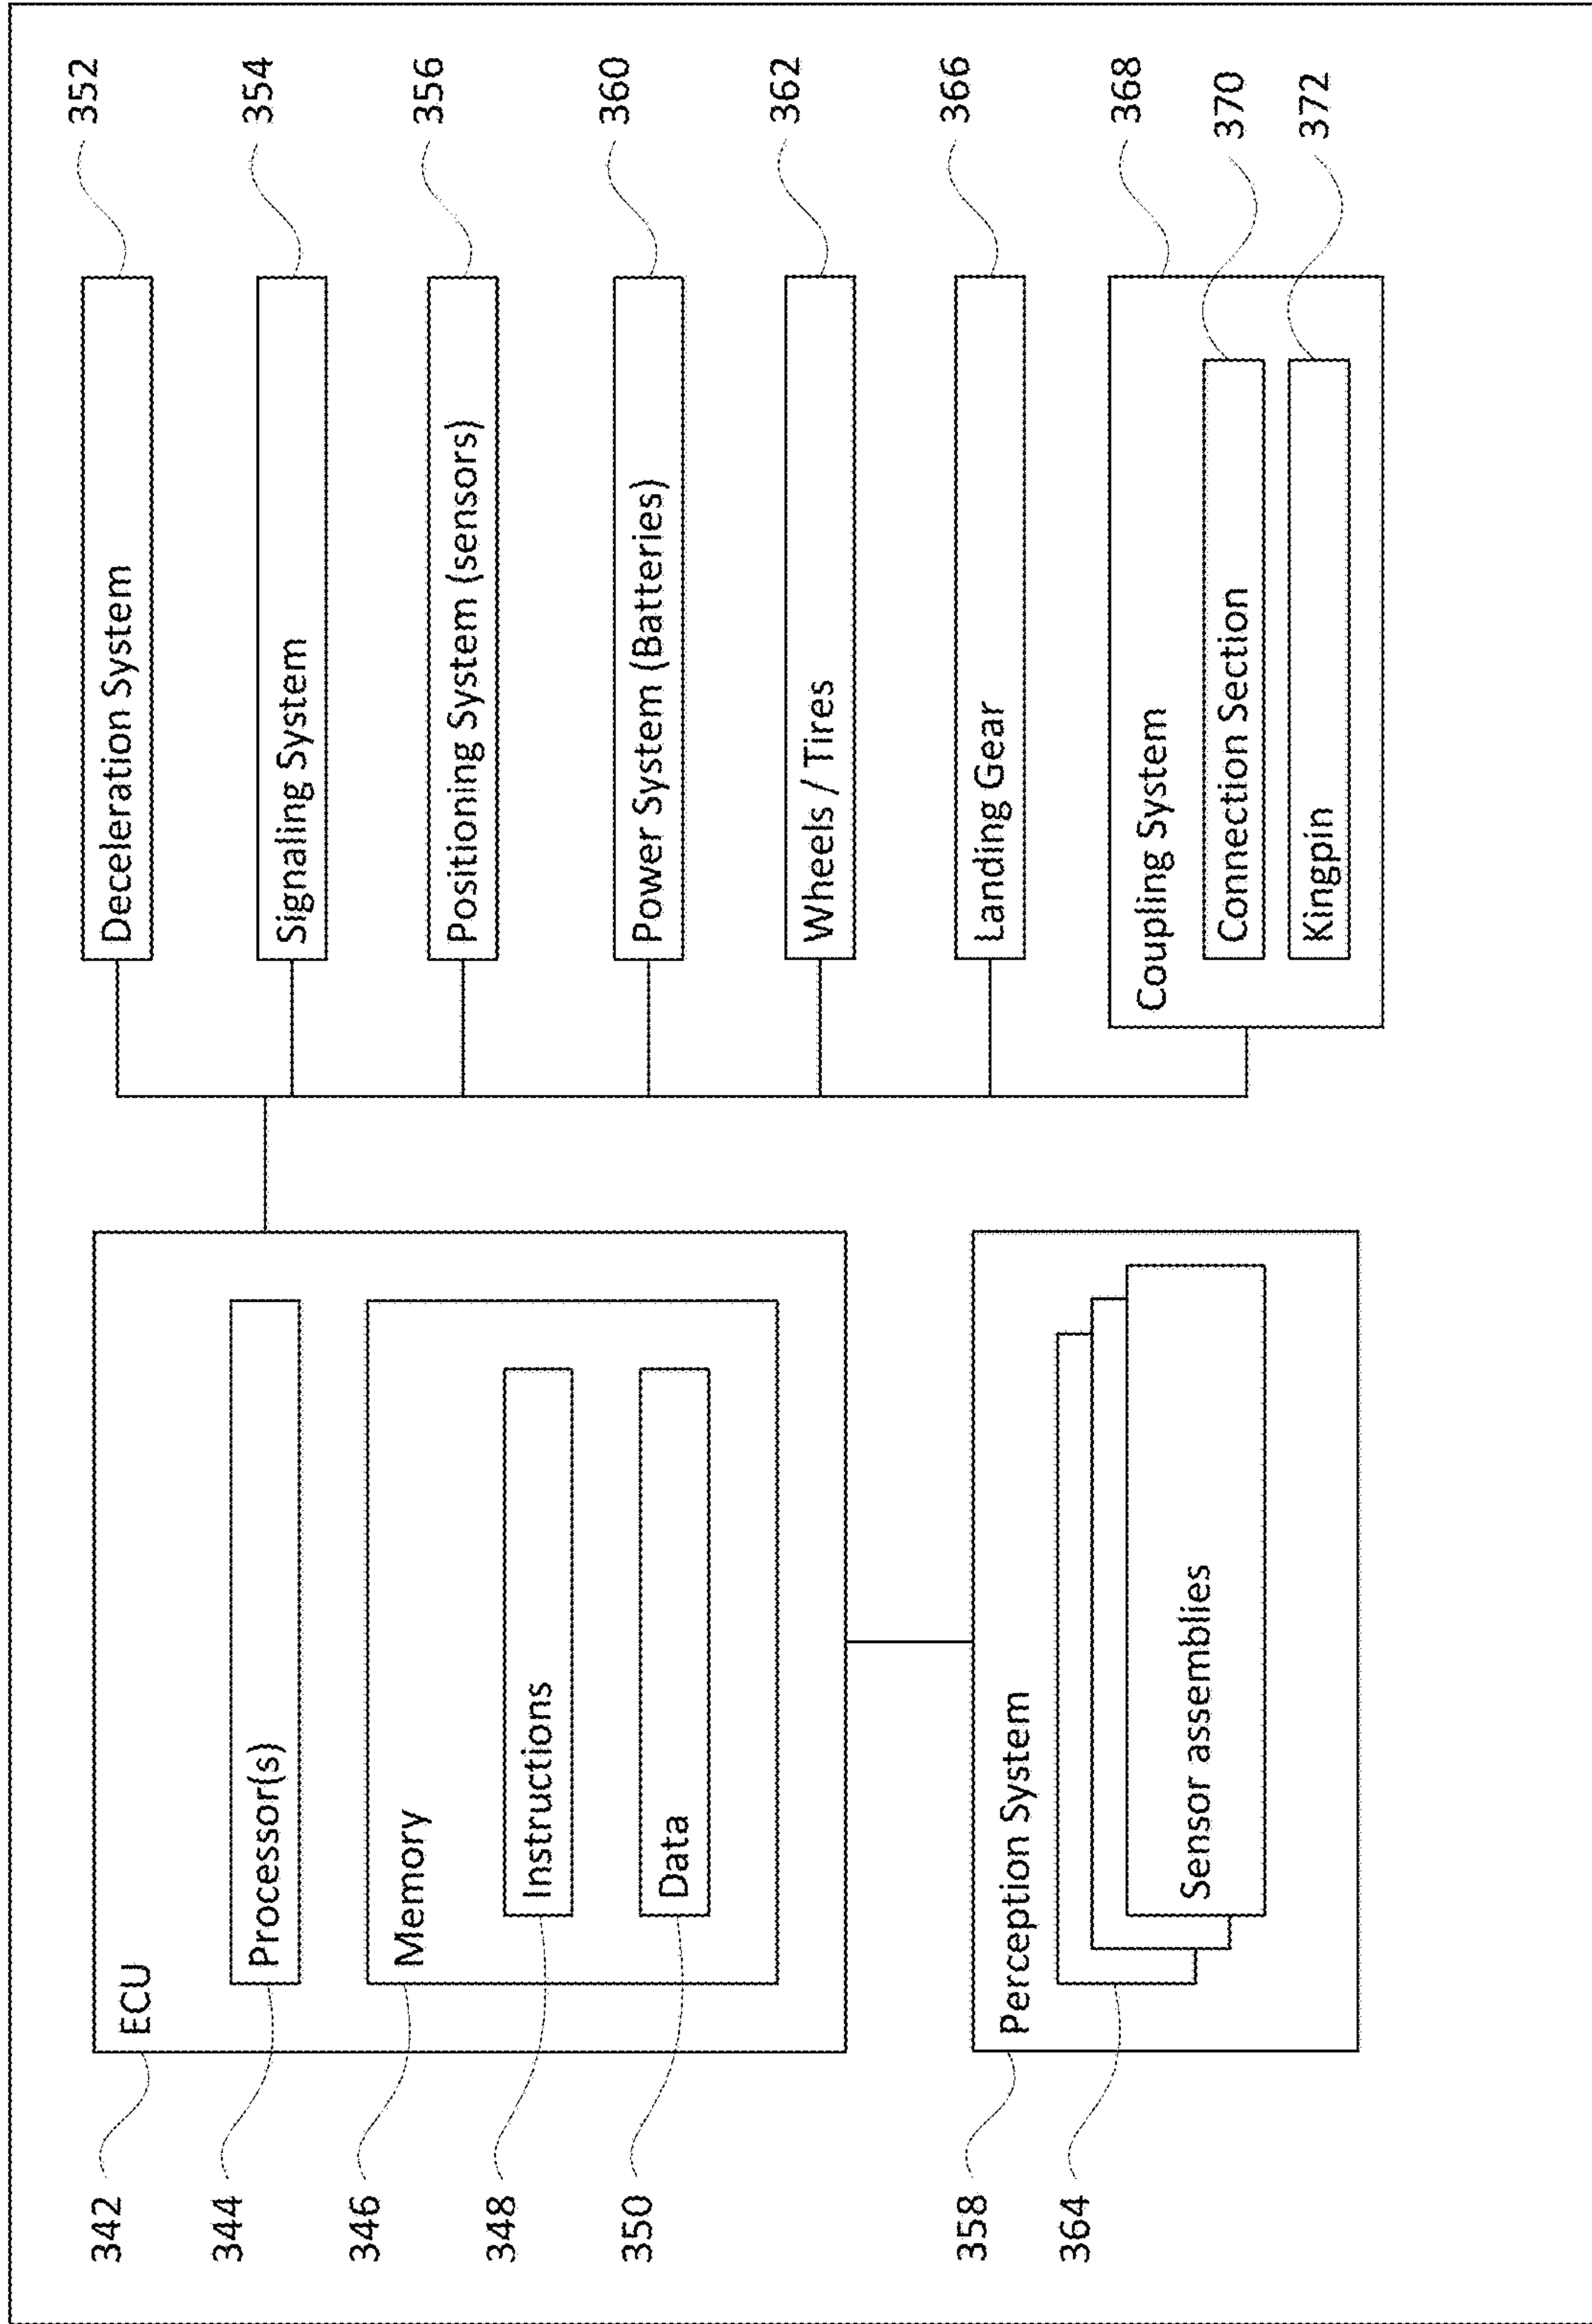 342
ECU
344
Processor(s)
346
Memory
348
Instructions
350
Data
358
Perception System
364
Sensor assemblies
Deceleration System
352
Signaling System
354
Positioning System (sensors)
356
Power System (Batteries)
360
Wheels / Tires
362
Landing Gear
366
Coupling System
368
Connection Section
370
Kingpin
372